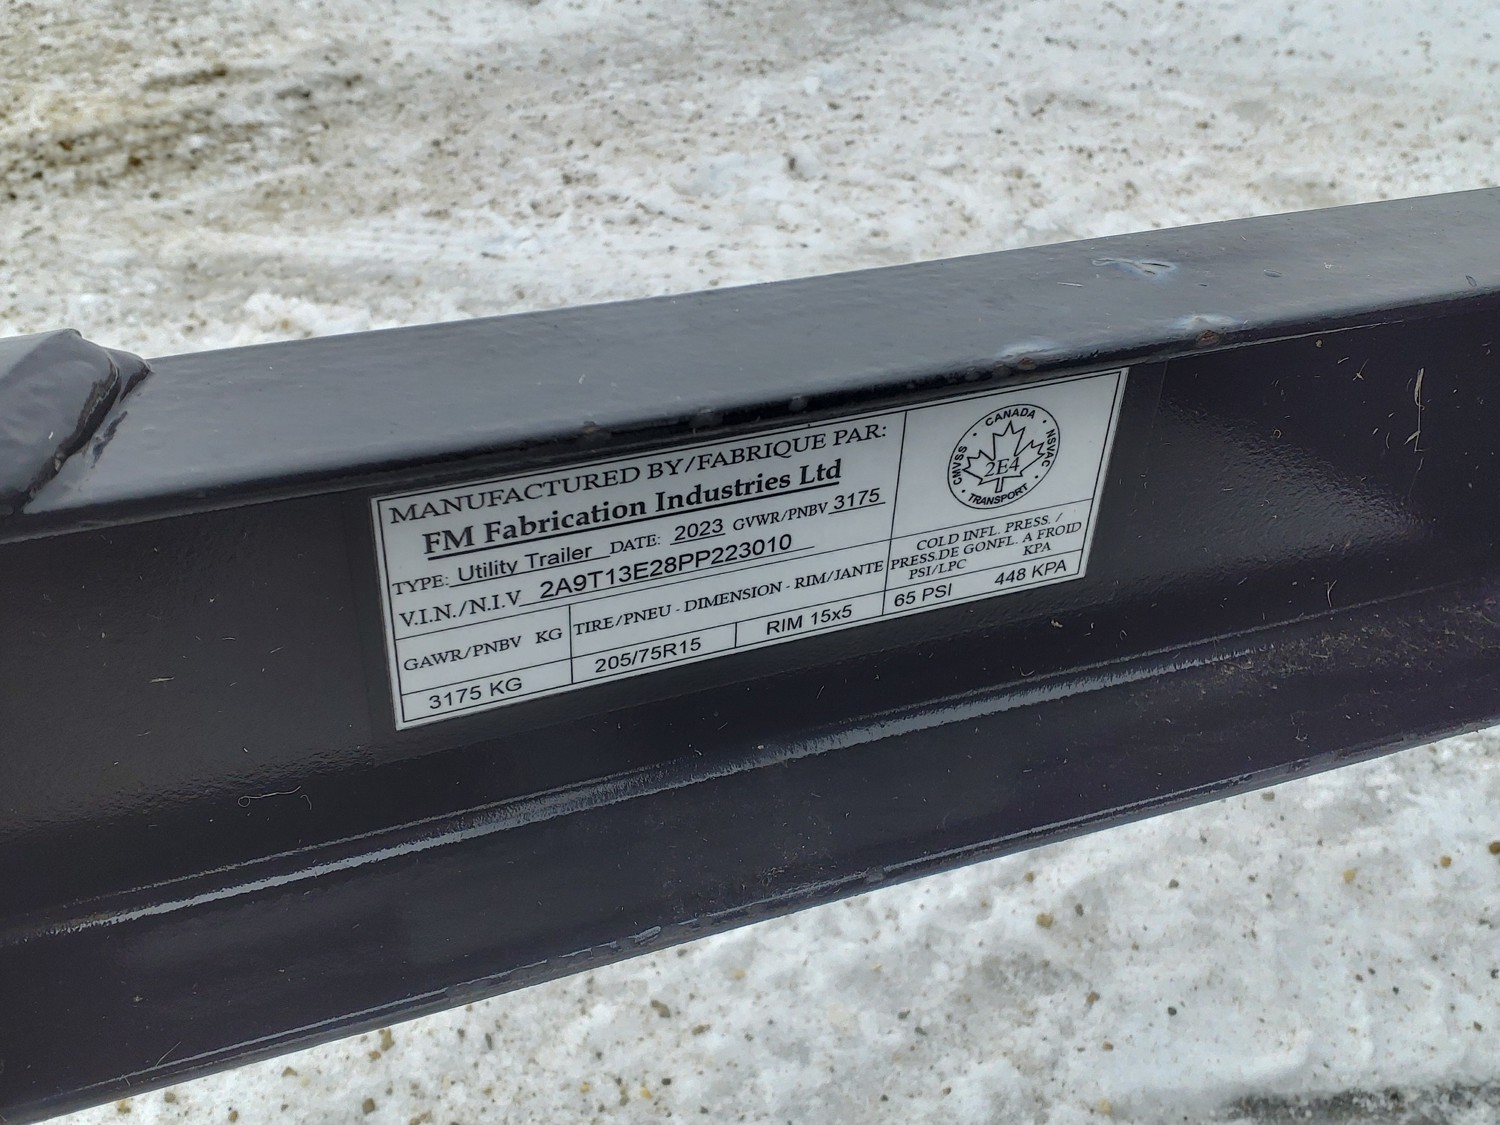 MANUFACTURED BY/FABRIQUE PAR:
FM Fabrication Industries Ltd
TYPE: Utility Trailer DATE: 2023 GVWR/PNBV 3175
V.I.N./N.I.V 2A9T13E28PP223010
CANADA
CMVSS
NSVAC
2E4
TRANSPORT
GAWR/PNBV KG
TIRE/PNEU - DIMENSION - RIM/JANTE
COLD INFL. PRESS. /
PRESS.DE GONFL. A FROID
PSI/LPC KPA
3175 KG 205/75R15 RIM 15x5 65 PSI 448 KPA